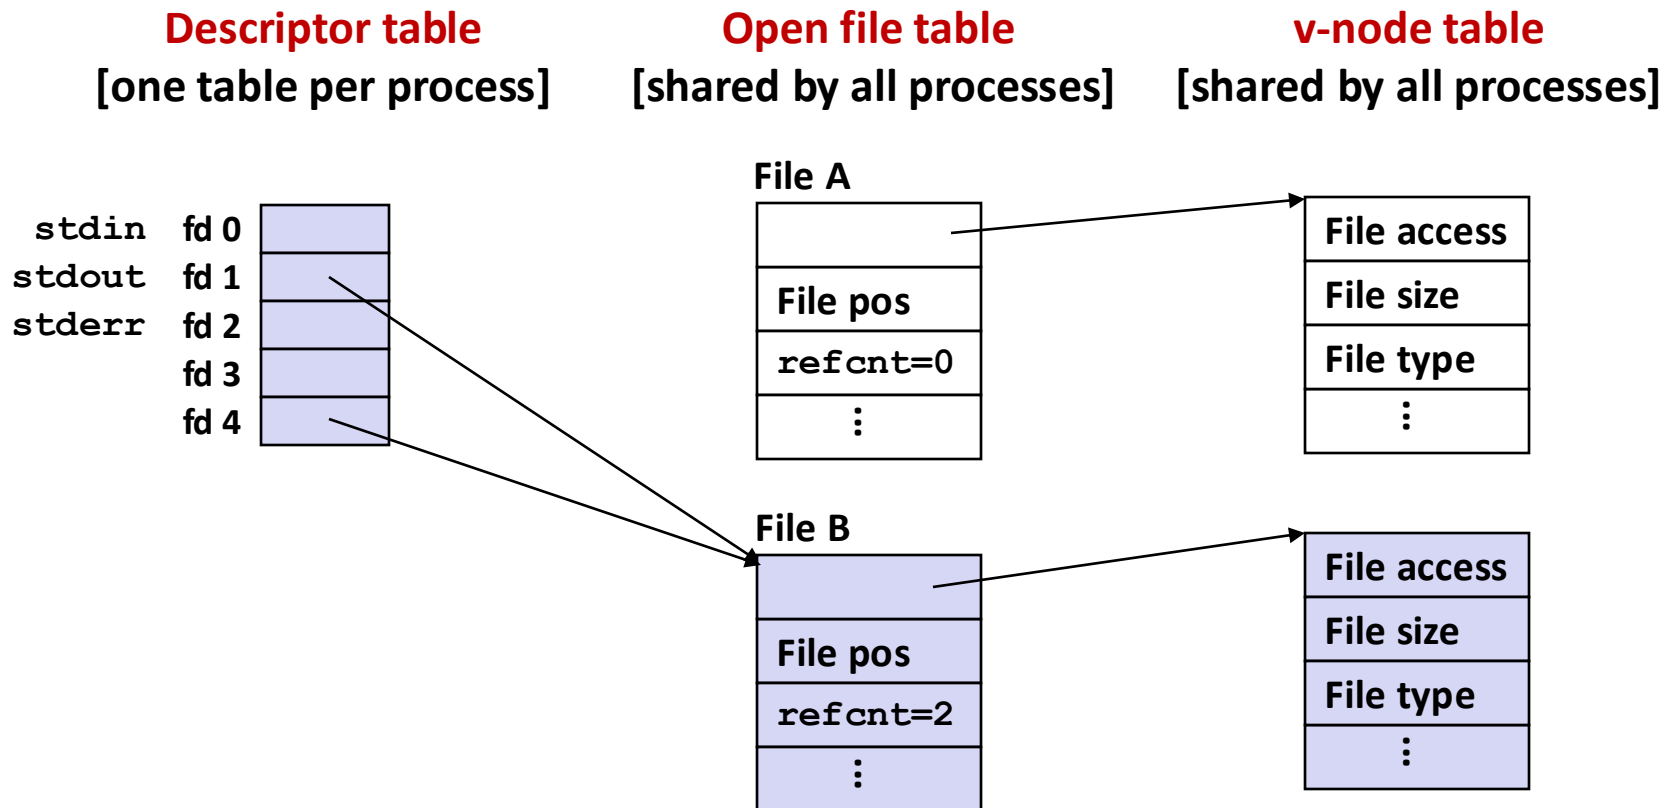 Descriptor table
[one table per process]
Open file table
[shared by all processes]
v-node table
[shared by all processes]
stdin fd 0
stdout fd 1
stderr fd 2
fd 3
fd 4
File A
File pos
refcnt=0
⋮
File access
File size
File type
⋮
File B
File pos
refcnt=2
⋮
File access
File size
File type
⋮